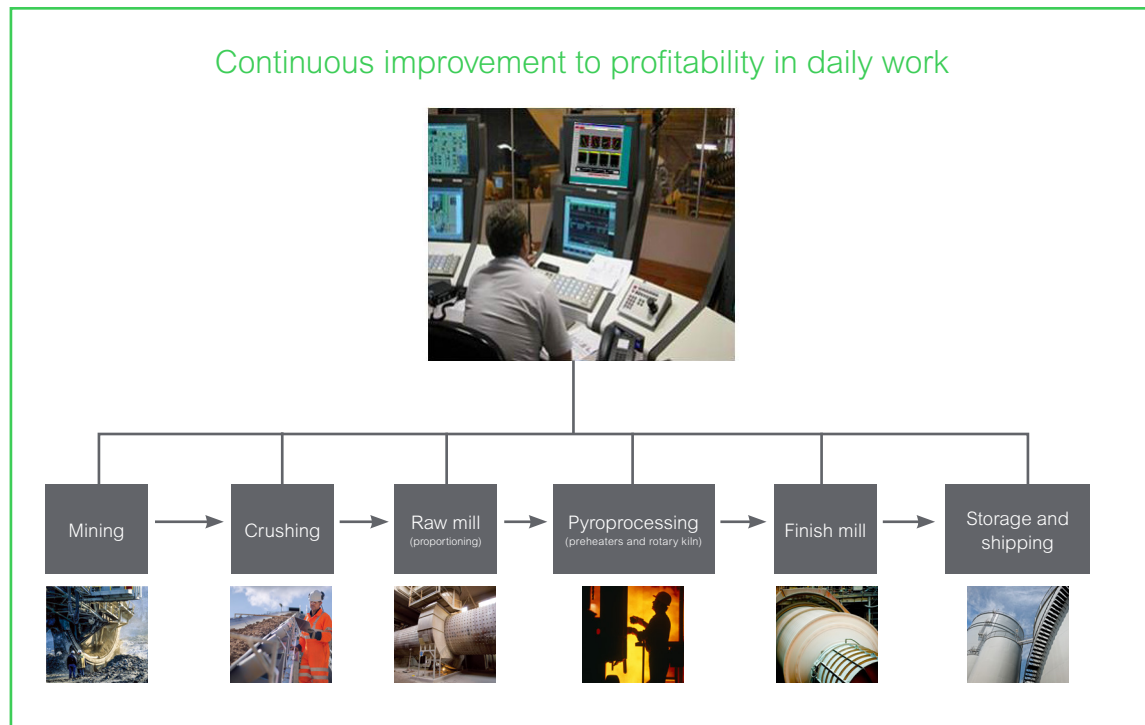 Continuous improvement to profitability in daily work
Mining
Crushing
Raw mill
(proportioning)
Pyroprocessing
(preheaters and rotary kiln)
Finish mill
Storage and
shipping